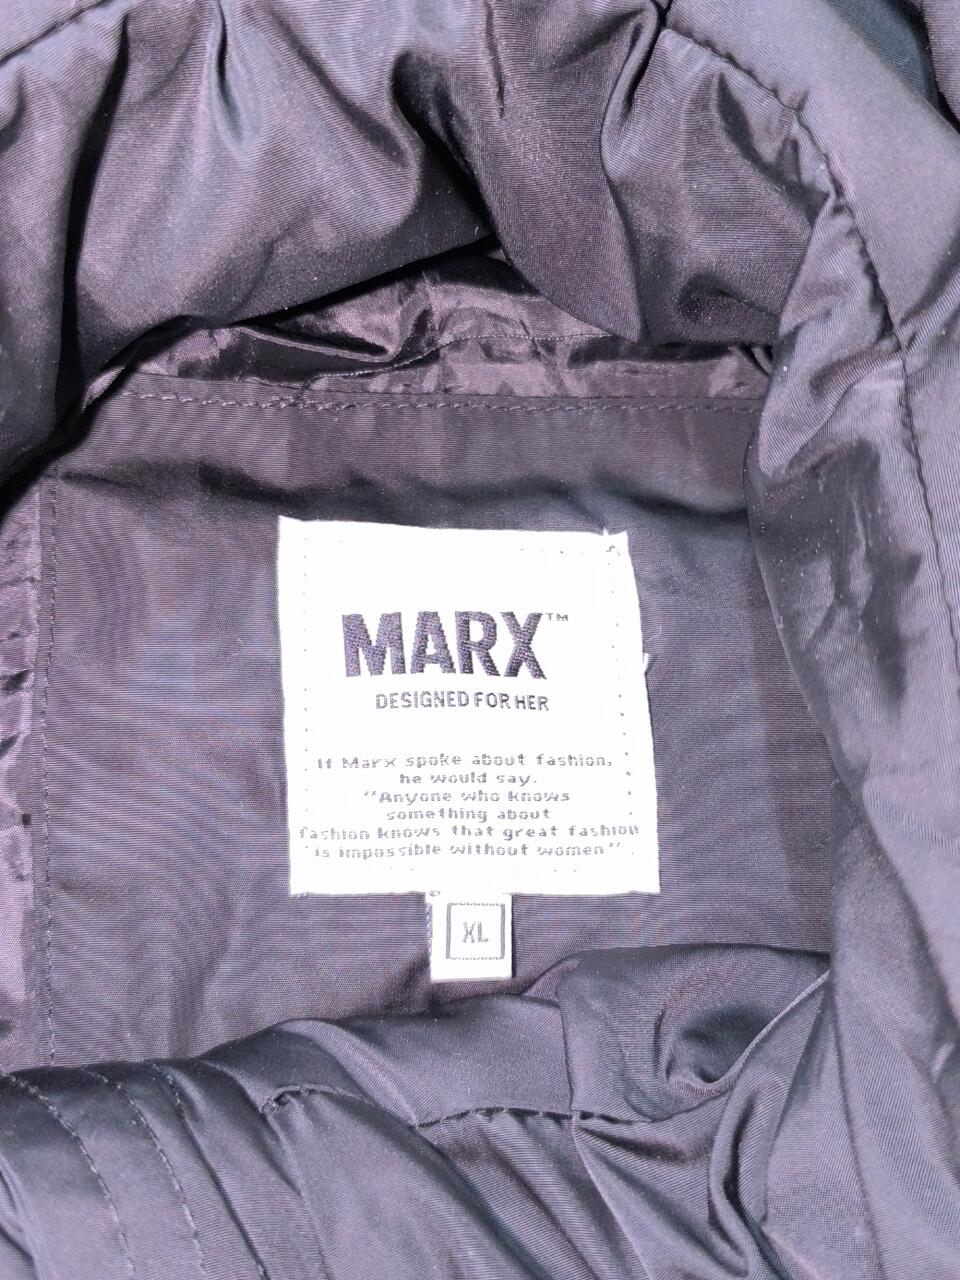 MARX™
DESIGNED FOR HER
If Marx spoke about fashion,
he would say.
"Anyone who knows
something about
fashion knows that great fashion
is impossible without women"
XL